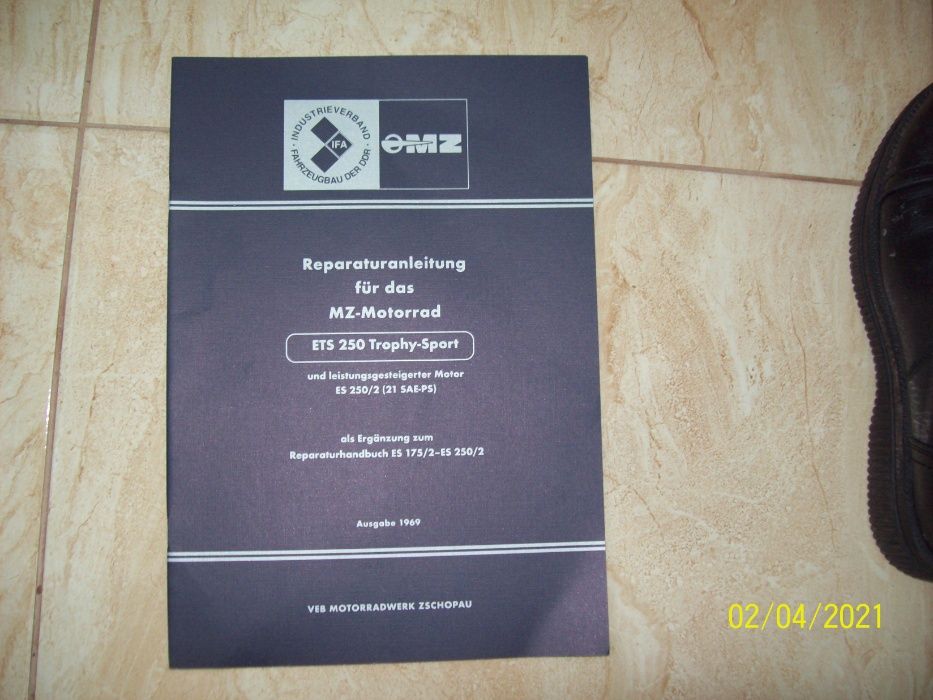 INDUSTRIEVERBAND
FAHRZEUGBAU DER DDR
IFA
MZ
Reparaturanleitung
für das
MZ-Motorrad
ETS 250 Trophy-Sport
und leistungsgesteigerter Motor
ES 250/2 (21 SAE-PS)
als Ergänzung zum
Reparaturhandbuch ES 175/2–ES 250/2
Ausgabe 1969
VEB MOTORRADWERK ZSCHOPAU
02/04/2021